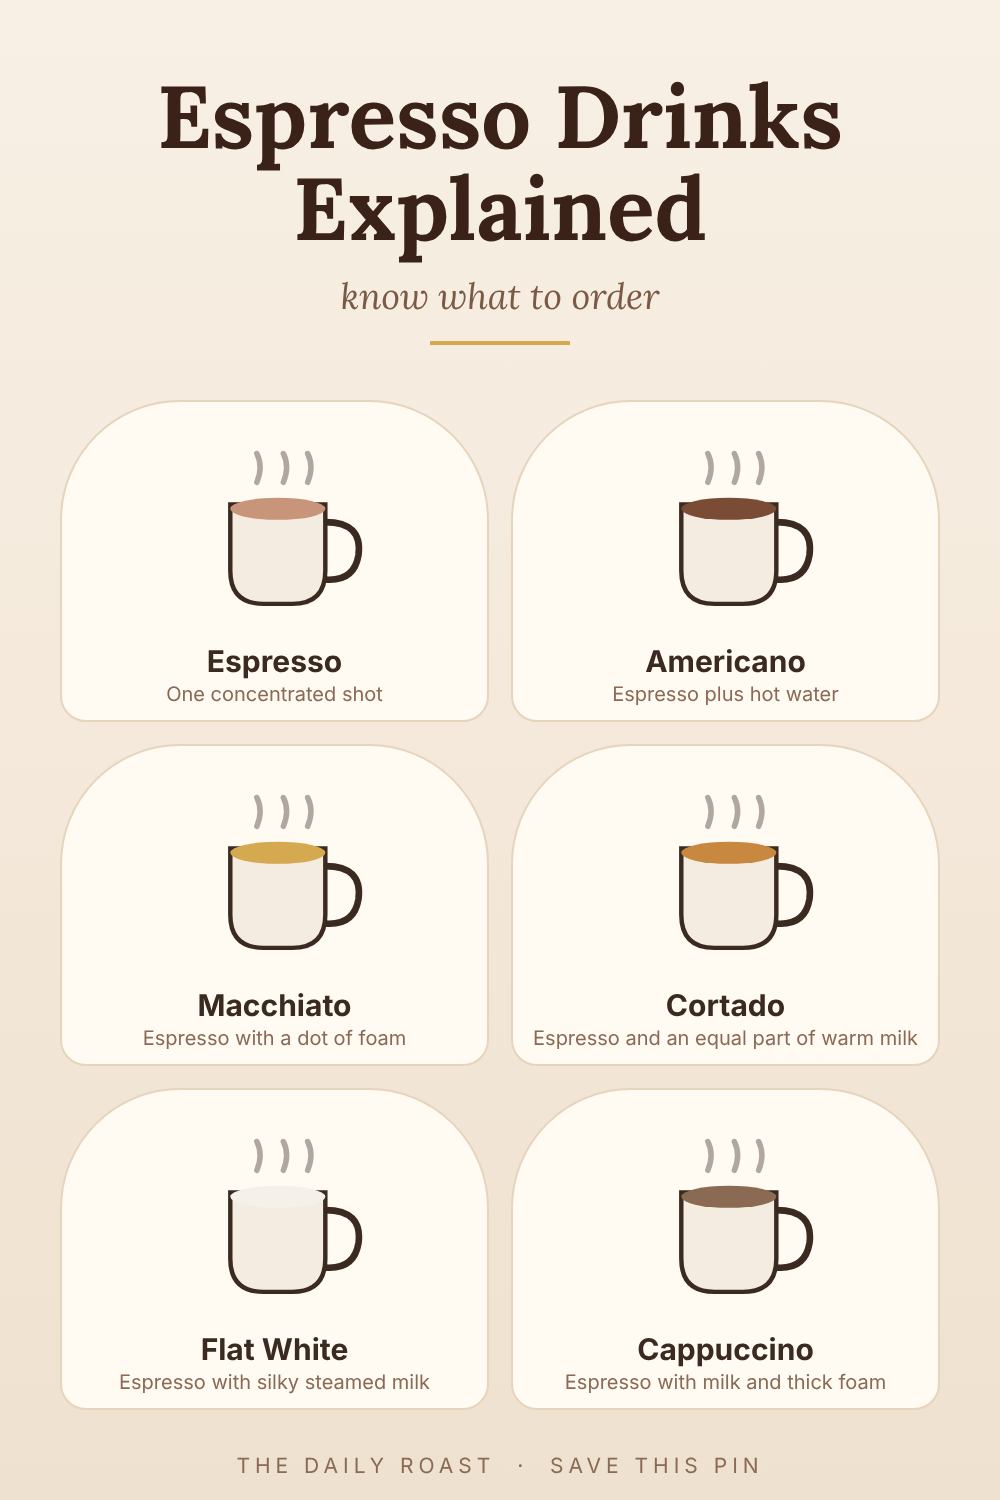 Espresso Drinks
Explained
know what to order
Espresso
One concentrated shot
Americano
Espresso plus hot water
Macchiato
Espresso with a dot of foam
Cortado
Espresso and an equal part of warm milk
Flat White
Espresso with silky steamed milk
Cappuccino
Espresso with milk and thick foam
THE DAILY ROAST · SAVE THIS PIN